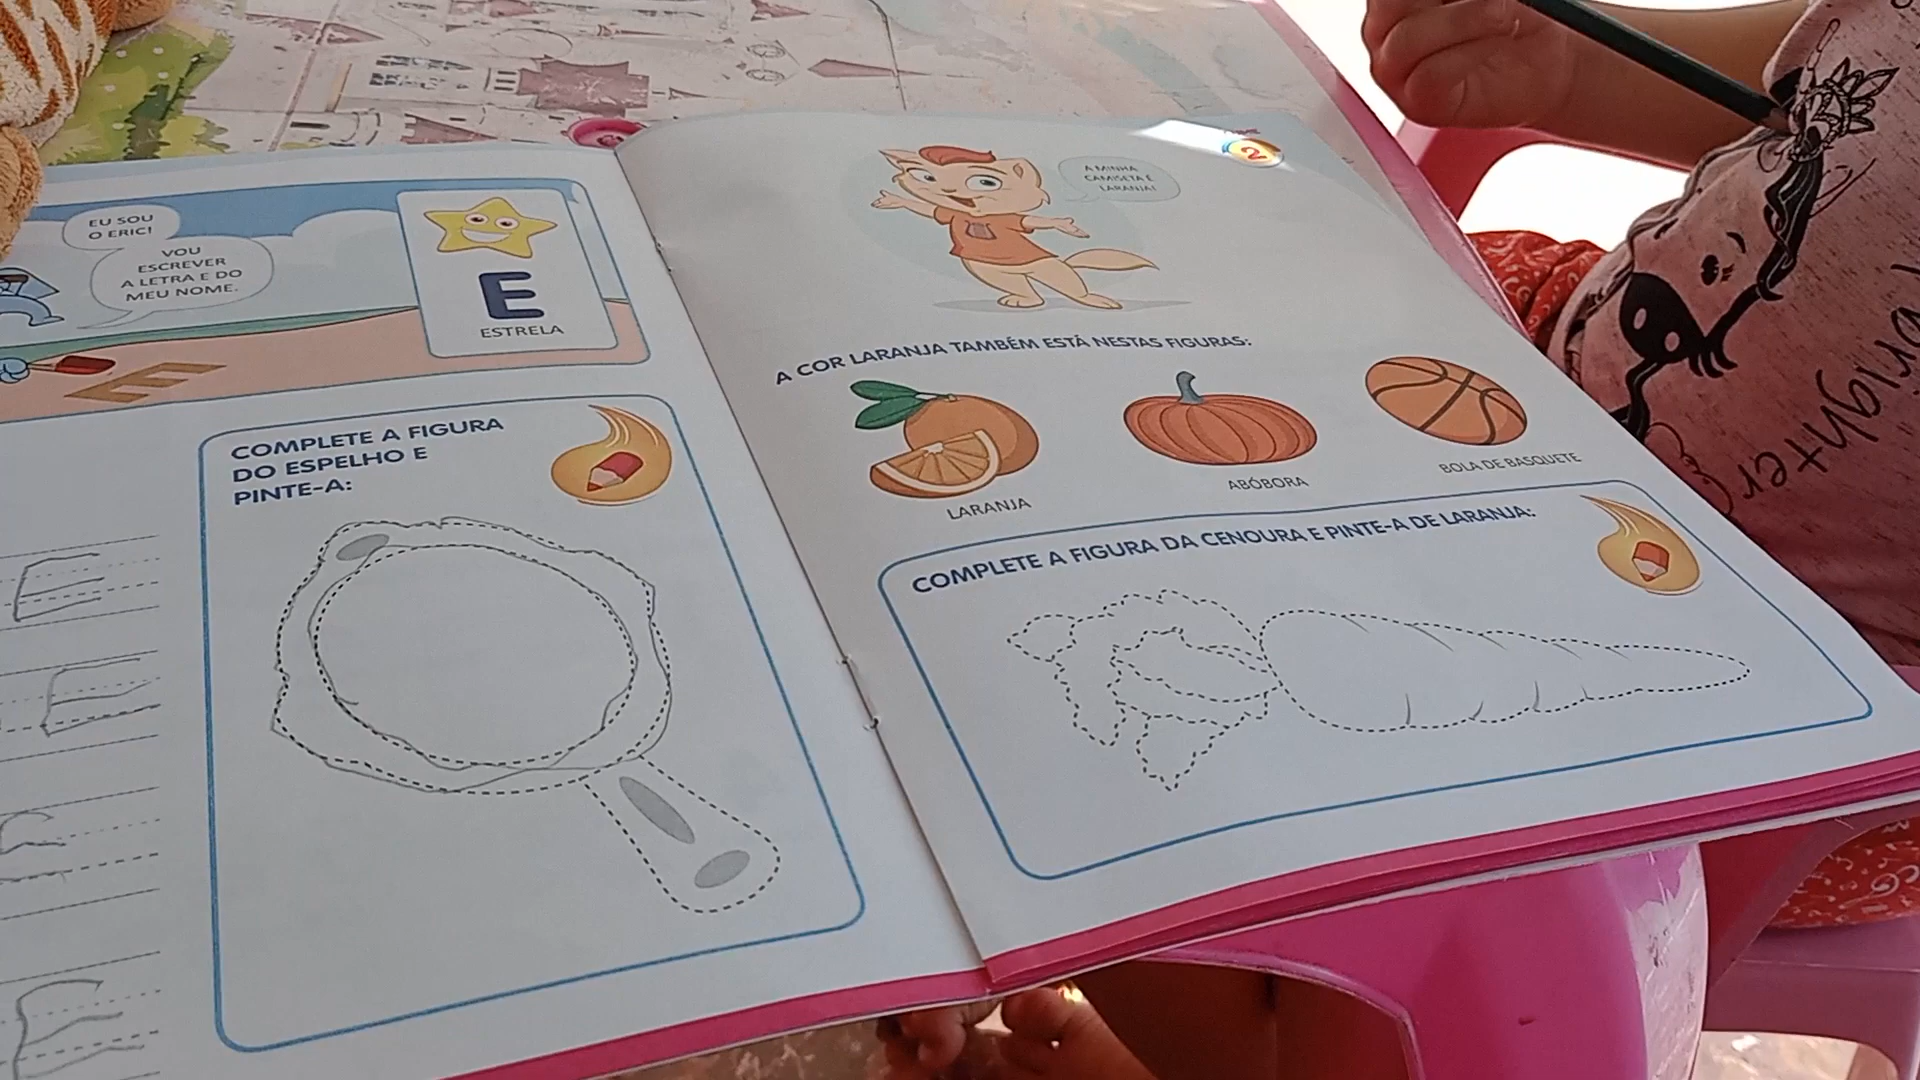 EU SOU
O ERIC!
VOU
ESCREVER
A LETRA E DO
MEU NOME.
E
ESTRELA
E
COMPLETE A FIGURA
DO ESPELHO E
PINTE-A:
E
E
E
E
2
A MINHA
CAMISETA É
LARANJA!
A COR LARANJA TAMBÉM ESTÁ NESTAS FIGURAS:
LARANJA
ABÓBORA
BOLA DE BASQUETE
COMPLETE A FIGURA DA CENOURA E PINTE-A DE LARANJA:
brighter